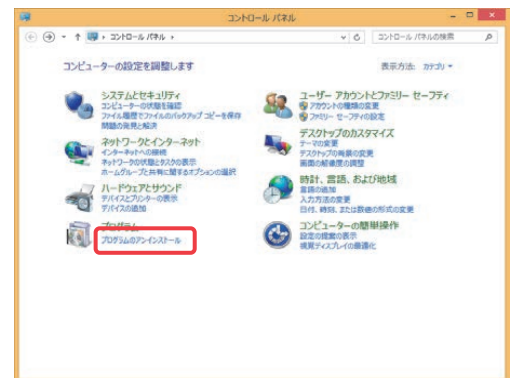 コントロール パネル
コントロール パネル
コントロール パネルの検索
コンピューターの設定を調整します
表示方法: カテゴリ
システムとセキュリティ
コンピューターの状態を確認
ファイル履歴でファイルのバックアップ コピーを保存
問題の発見と解決
ネットワークとインターネット
インターネットへの接続
ネットワークの状態とタスクの表示
ホームグループと共有に関するオプションの選択
ハードウェアとサウンド
デバイスとプリンターの表示
デバイスの追加
プログラム
プログラムのアンインストール
ユーザー アカウントとファミリー セーフティ
アカウントの種類の変更
ファミリー セーフティの設定
デスクトップのカスタマイズ
テーマの変更
デスクトップの背景の変更
画面の解像度の調整
時計、言語、および地域
言語の追加
入力方法の変更
日付、時刻、または数値の形式の変更
コンピューターの簡単操作
設定の提案の表示
視覚ディスプレイの最適化